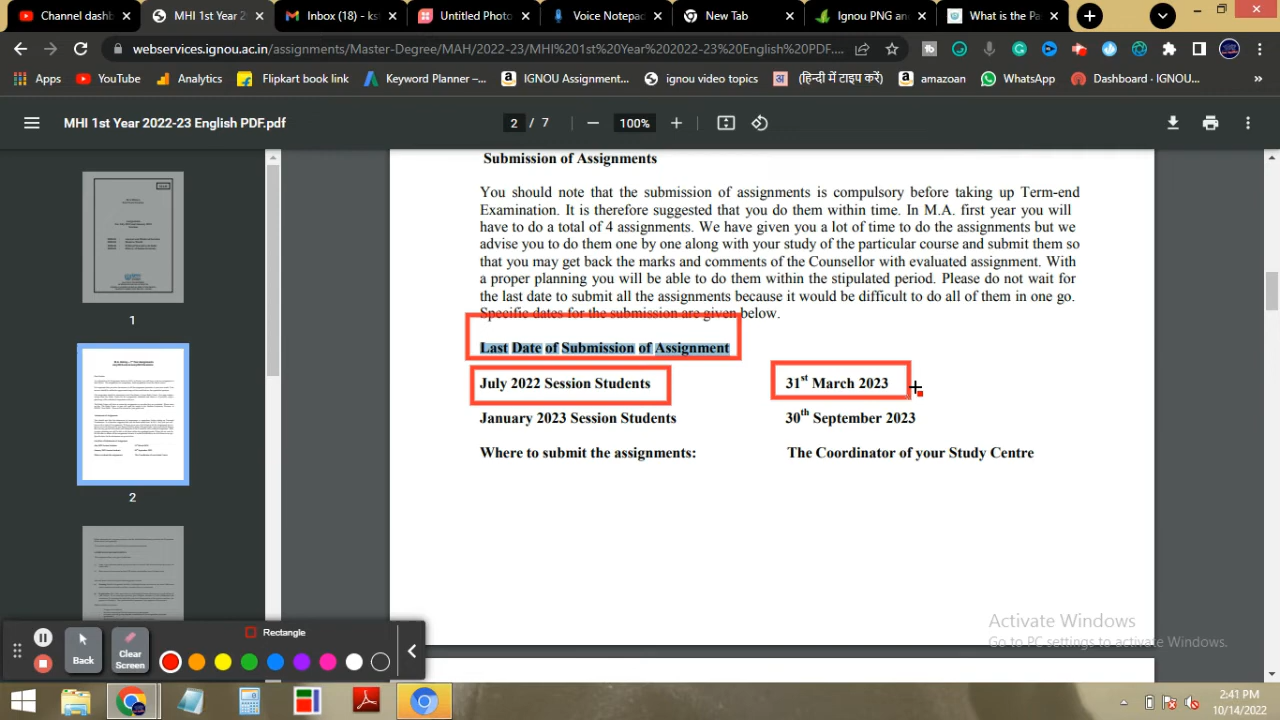 Channel dashb
MHI 1st Year 2
Inbox (18) - ks
Untitled Photo
Voice Notepad
New Tab
Ignou PNG an
What is the Pa
webservices.ignou.ac.in/assignments/Master-Degree/MAH/2022-23/MHI%201st%20Year%202022-23%20English%20PDF....
Apps
YouTube
Analytics
Flipkart book link
Keyword Planner –...
IGNOU Assignment...
ignou video topics
(हिन्दी में टाइप करें)
amazoan
WhatsApp
Dashboard · IGNOU...
MHI 1st Year 2022-23 English PDF.pdf
2 / 7
100%
Submission of Assignments
You should note that the submission of assignments is compulsory before taking up Term-end
Examination. It is therefore suggested that you do them within time. In M.A. first year you will
have to do a total of 4 assignments. We have given you a lot of time to do the assignments but we
advise you to do them one by one along with your study of the particular course and submit them so
that you may get back the marks and comments of the Counsellor with evaluated assignment. With
a proper planning you will be able to do them within the stipulated period. Please do not wait for
the last date to submit all the assignments because it would be difficult to do all of them in one go.
Specific dates for the submission are given below.
Last Date of Submission of Assignment
July 2022 Session Students 31st March 2023
January 2023 Session Students 30th September 2023
Where to submit the assignments: The Coordinator of your Study Centre
1
2
Rectangle
Back
Clear
Screen
Activate Windows
Go to PC settings to activate Windows.
2:41 PM
10/14/2022